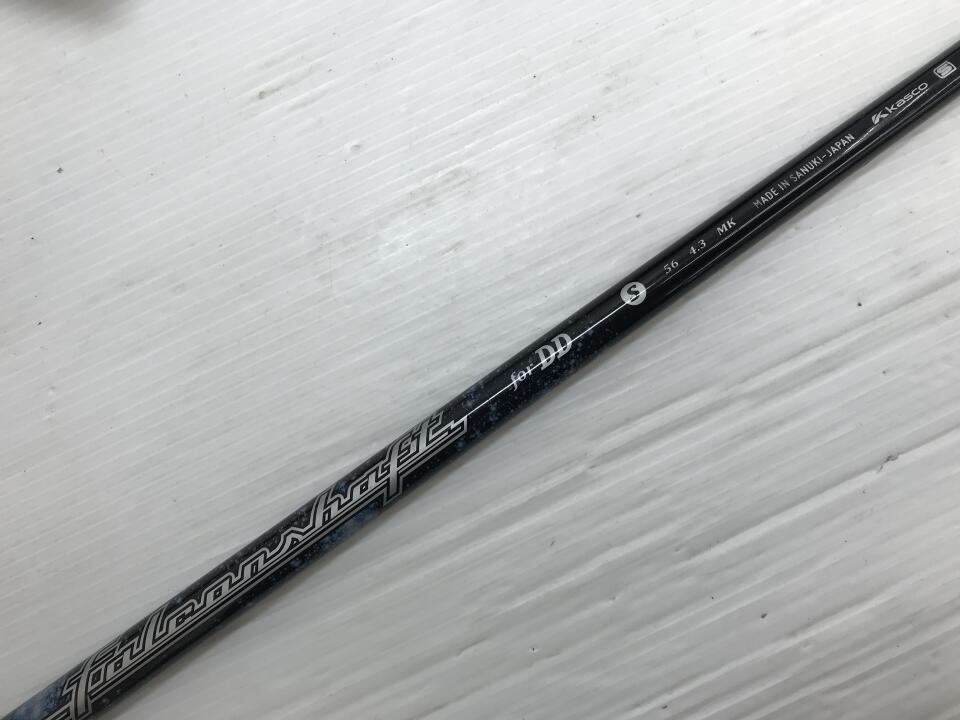 falconshaft
for DD
S
56 4.3 MK
MADE IN SANUKI-JAPAN
kasco
S